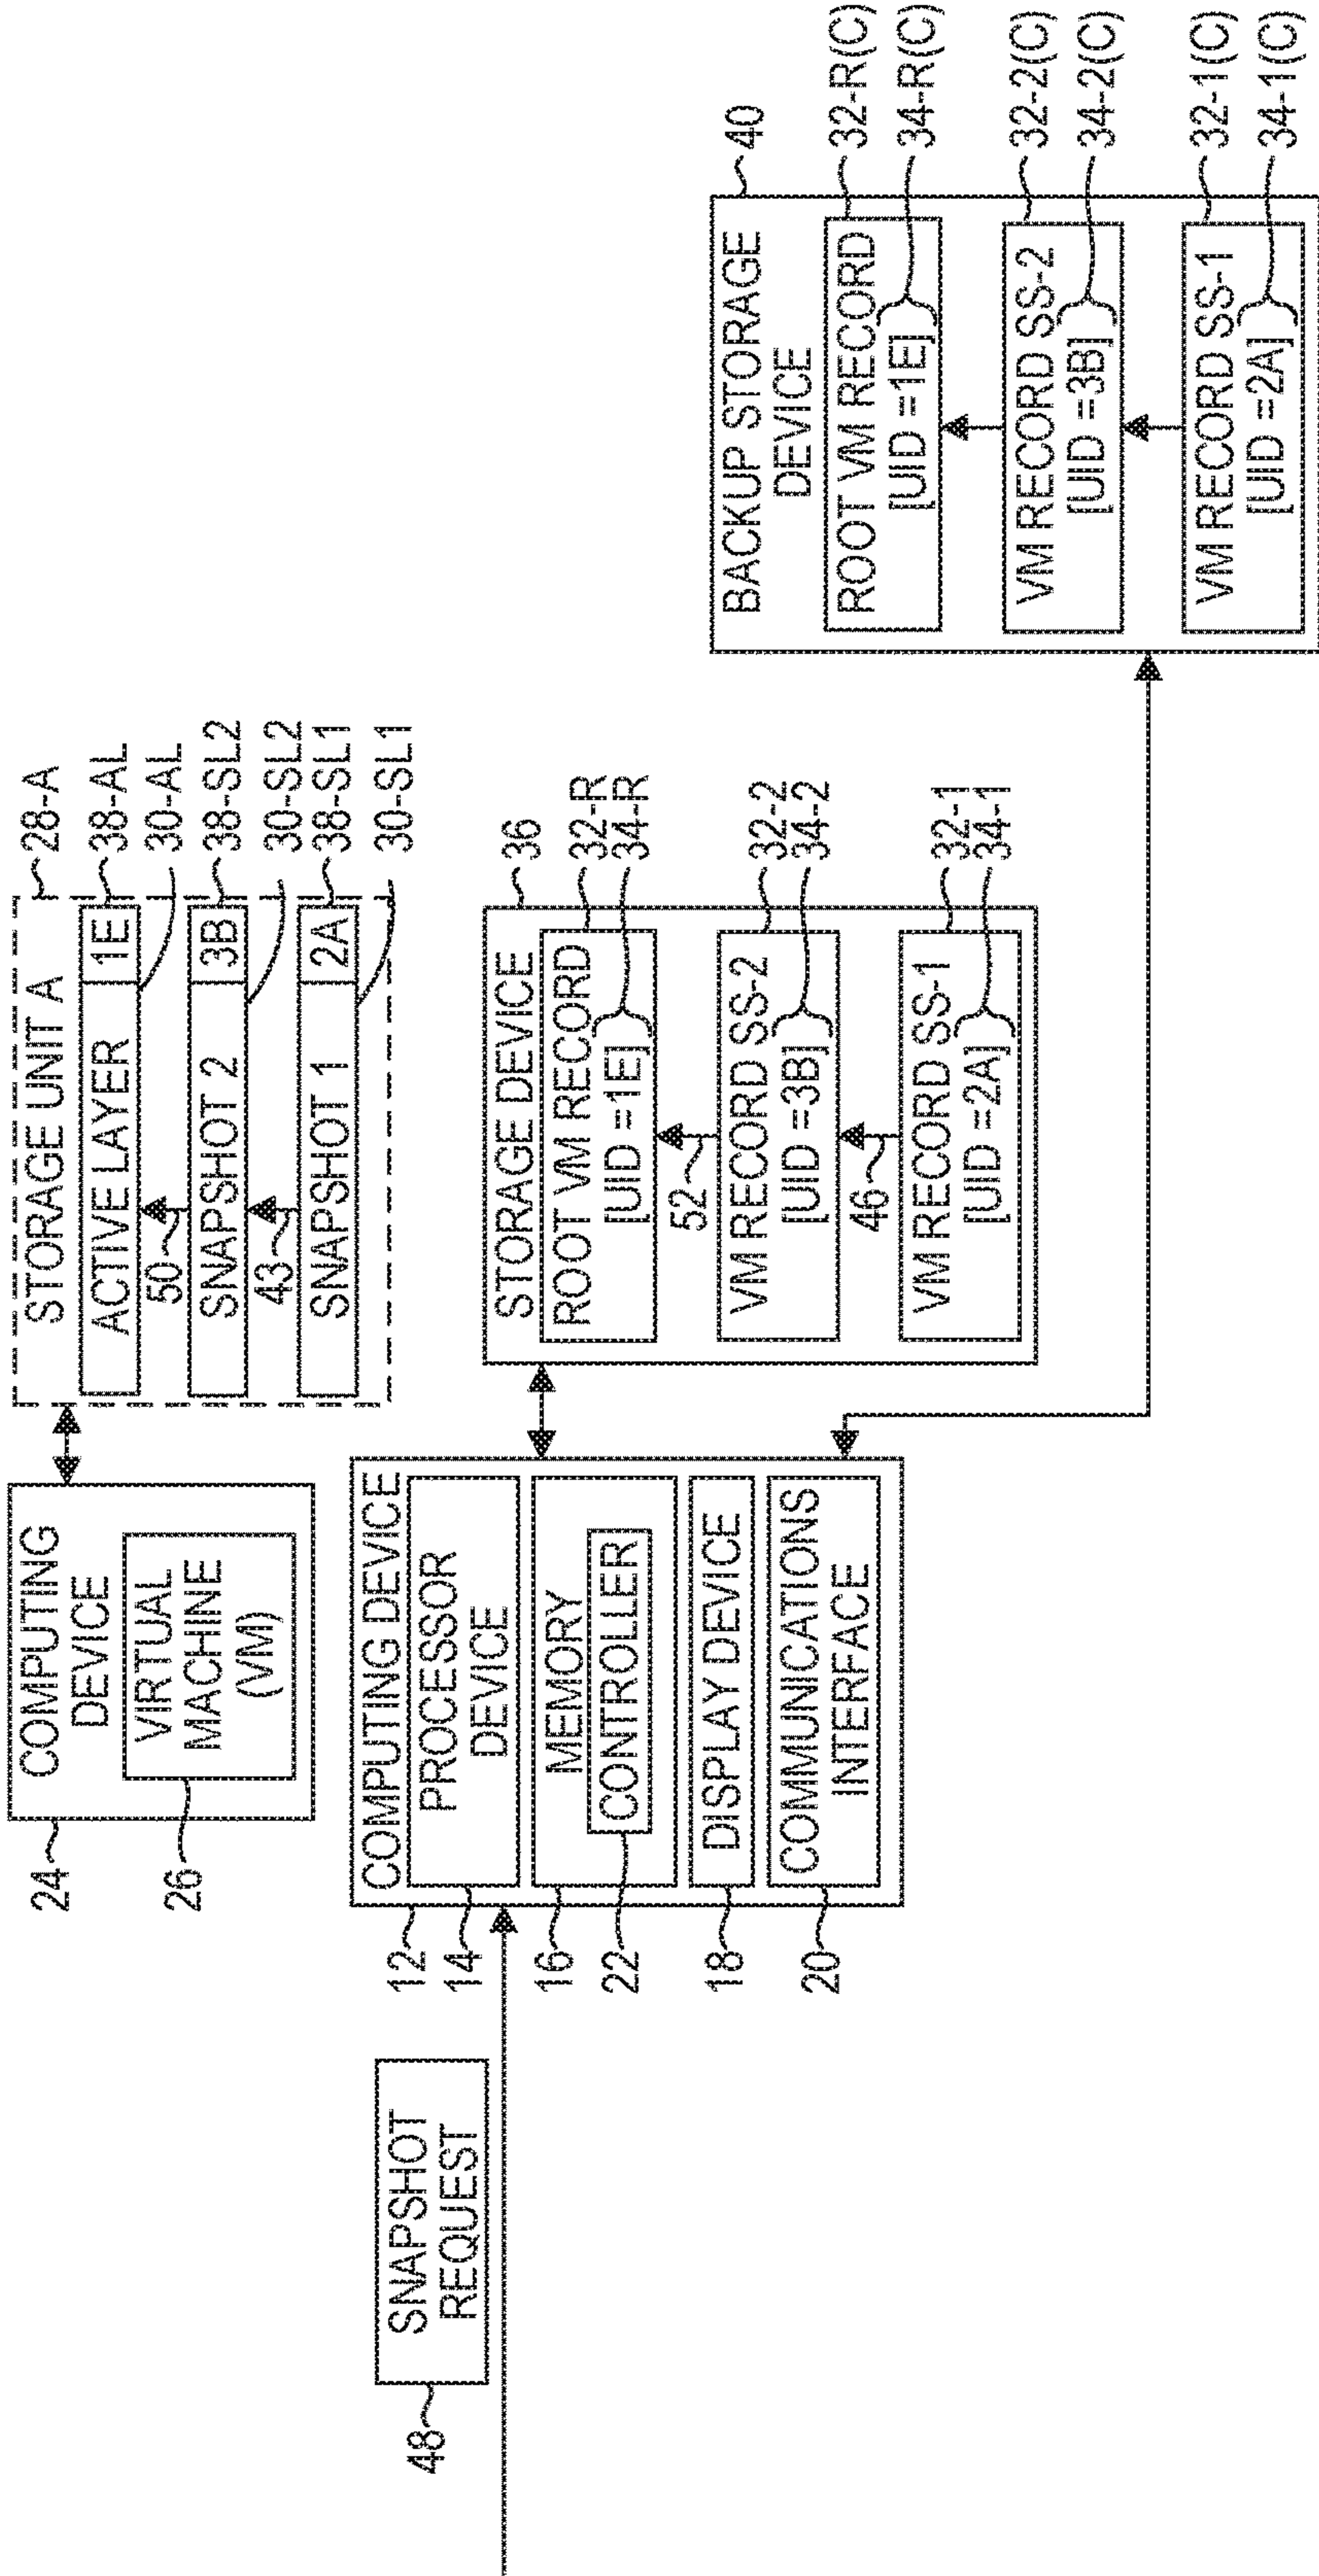 48
SNAPSHOT
REQUEST
24
COMPUTING
DEVICE
26
VIRTUAL
MACHINE
(VM)
12
COMPUTING DEVICE
14
PROCESSOR
DEVICE
16
MEMORY
22
CONTROLLER
18
DISPLAY DEVICE
20
COMMUNICATIONS
INTERFACE
STORAGE UNIT A
28-A
ACTIVE LAYER
1E
38-AL
30-AL
50
SNAPSHOT 2
3B
38-SL2
30-SL2
43
SNAPSHOT 1
2A
38-SL1
30-SL1
STORAGE DEVICE
36
ROOT VM RECORD
[UID =1E]
32-R
34-R
52
VM RECORD SS-2
[UID =3B]
32-2
34-2
46
VM RECORD SS-1
[UID =2A]
32-1
34-1
BACKUP STORAGE
DEVICE
40
ROOT VM RECORD
[UID =1E]
32-R(C)
34-R(C)
VM RECORD SS-2
[UID =3B]
32-2(C)
34-2(C)
VM RECORD SS-1
[UID =2A]
32-1(C)
34-1(C)